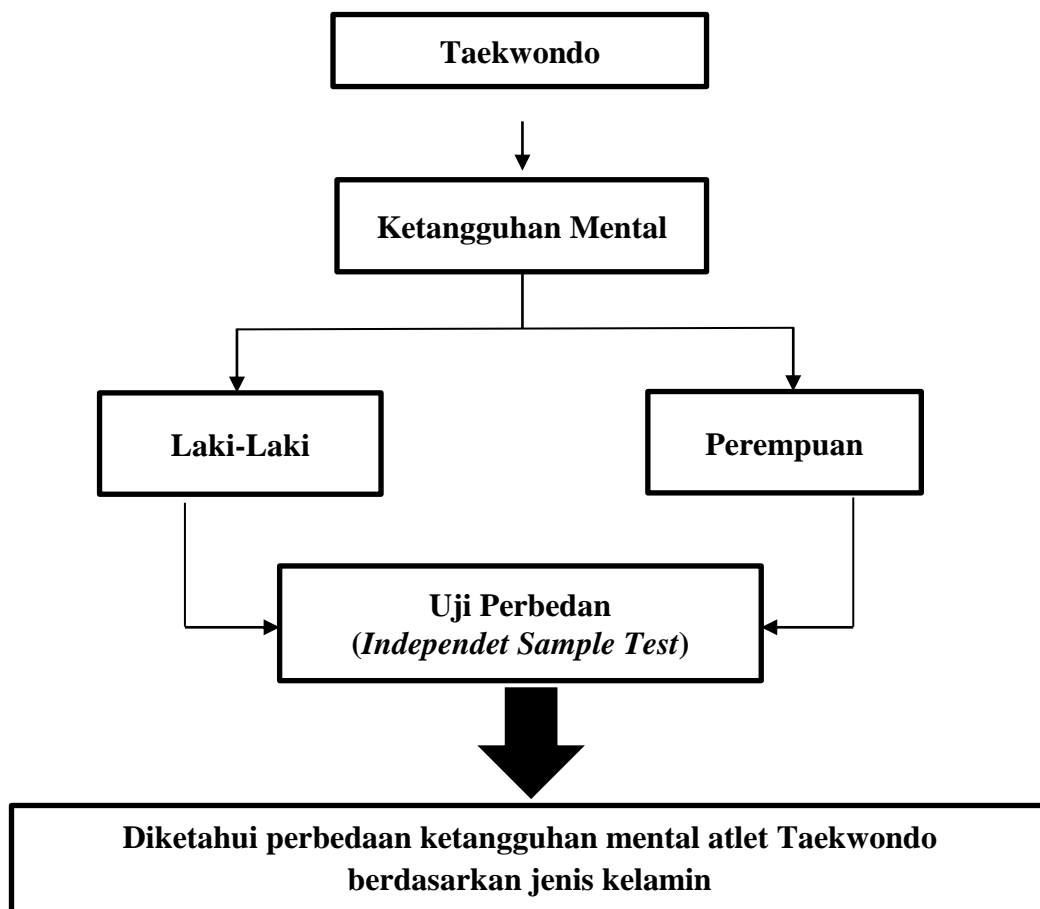 Taekwondo
Ketangguhan Mental
Laki-Laki
Perempuan
Uji Perbedan
(Independet Sample Test)
Diketahui perbedaan ketangguhan mental atlet Taekwondo
berdasarkan jenis kelamin